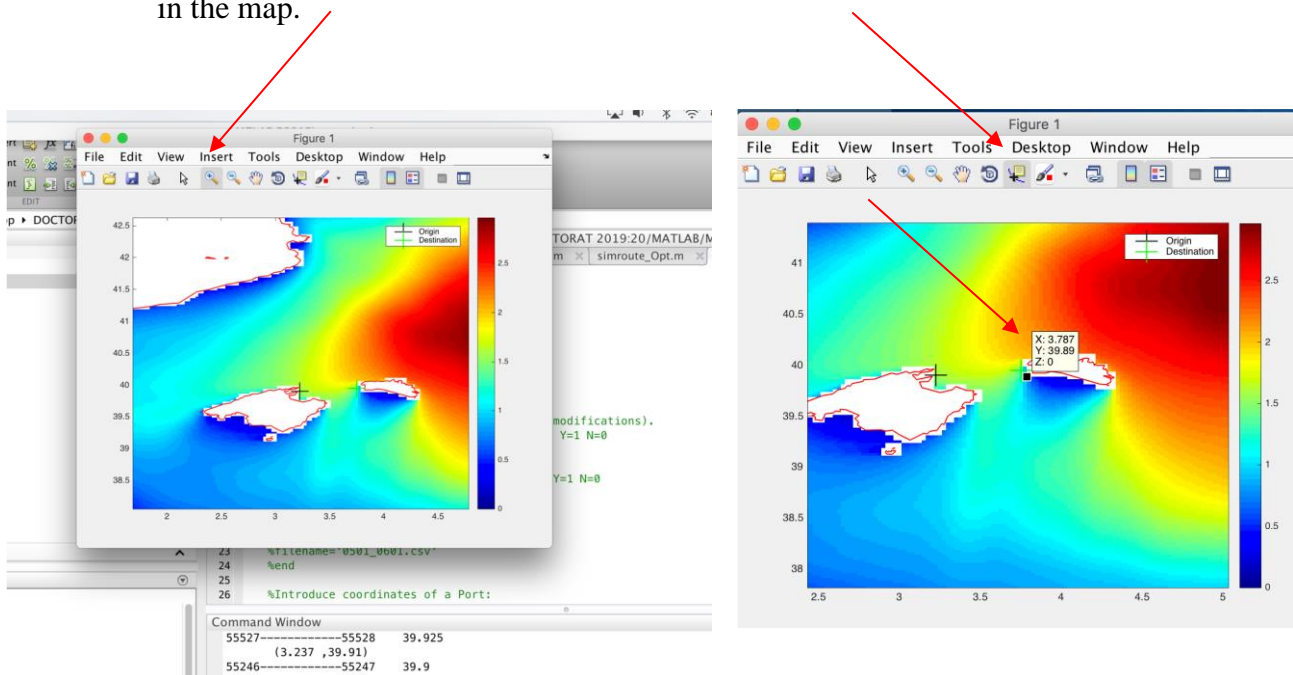 in the map.
Figure 1
File Edit View Insert Tools Desktop Window Help
EDIT
DOCTOR
TORAT 2019:20/MATLAB/M
simroute_Opt.m
42.5
42
41.5
41
40.5
40
39.5
39
38.5
2 2.5 3 3.5 4 4.5
Origin
Destination
2.5
2
1.5
1
0.5
0
modifications).
Y=1 N=0
Y=1 N=0
23 %filename='0501_0601.csv'
24 %end
25
26 %Introduce coordinates of a Port:
Command Window
55527------------55528 39.925
(3.237 ,39.91)
55246------------55247 39.9
Figure 1
File Edit View Insert Tools Desktop Window Help
41
40.5
40
39.5
39
38.5
38
2.5 3 3.5 4 4.5 5
Origin
Destination
X: 3.787
Y: 39.89
Z: 0
2.5
2
1.5
1
0.5
0